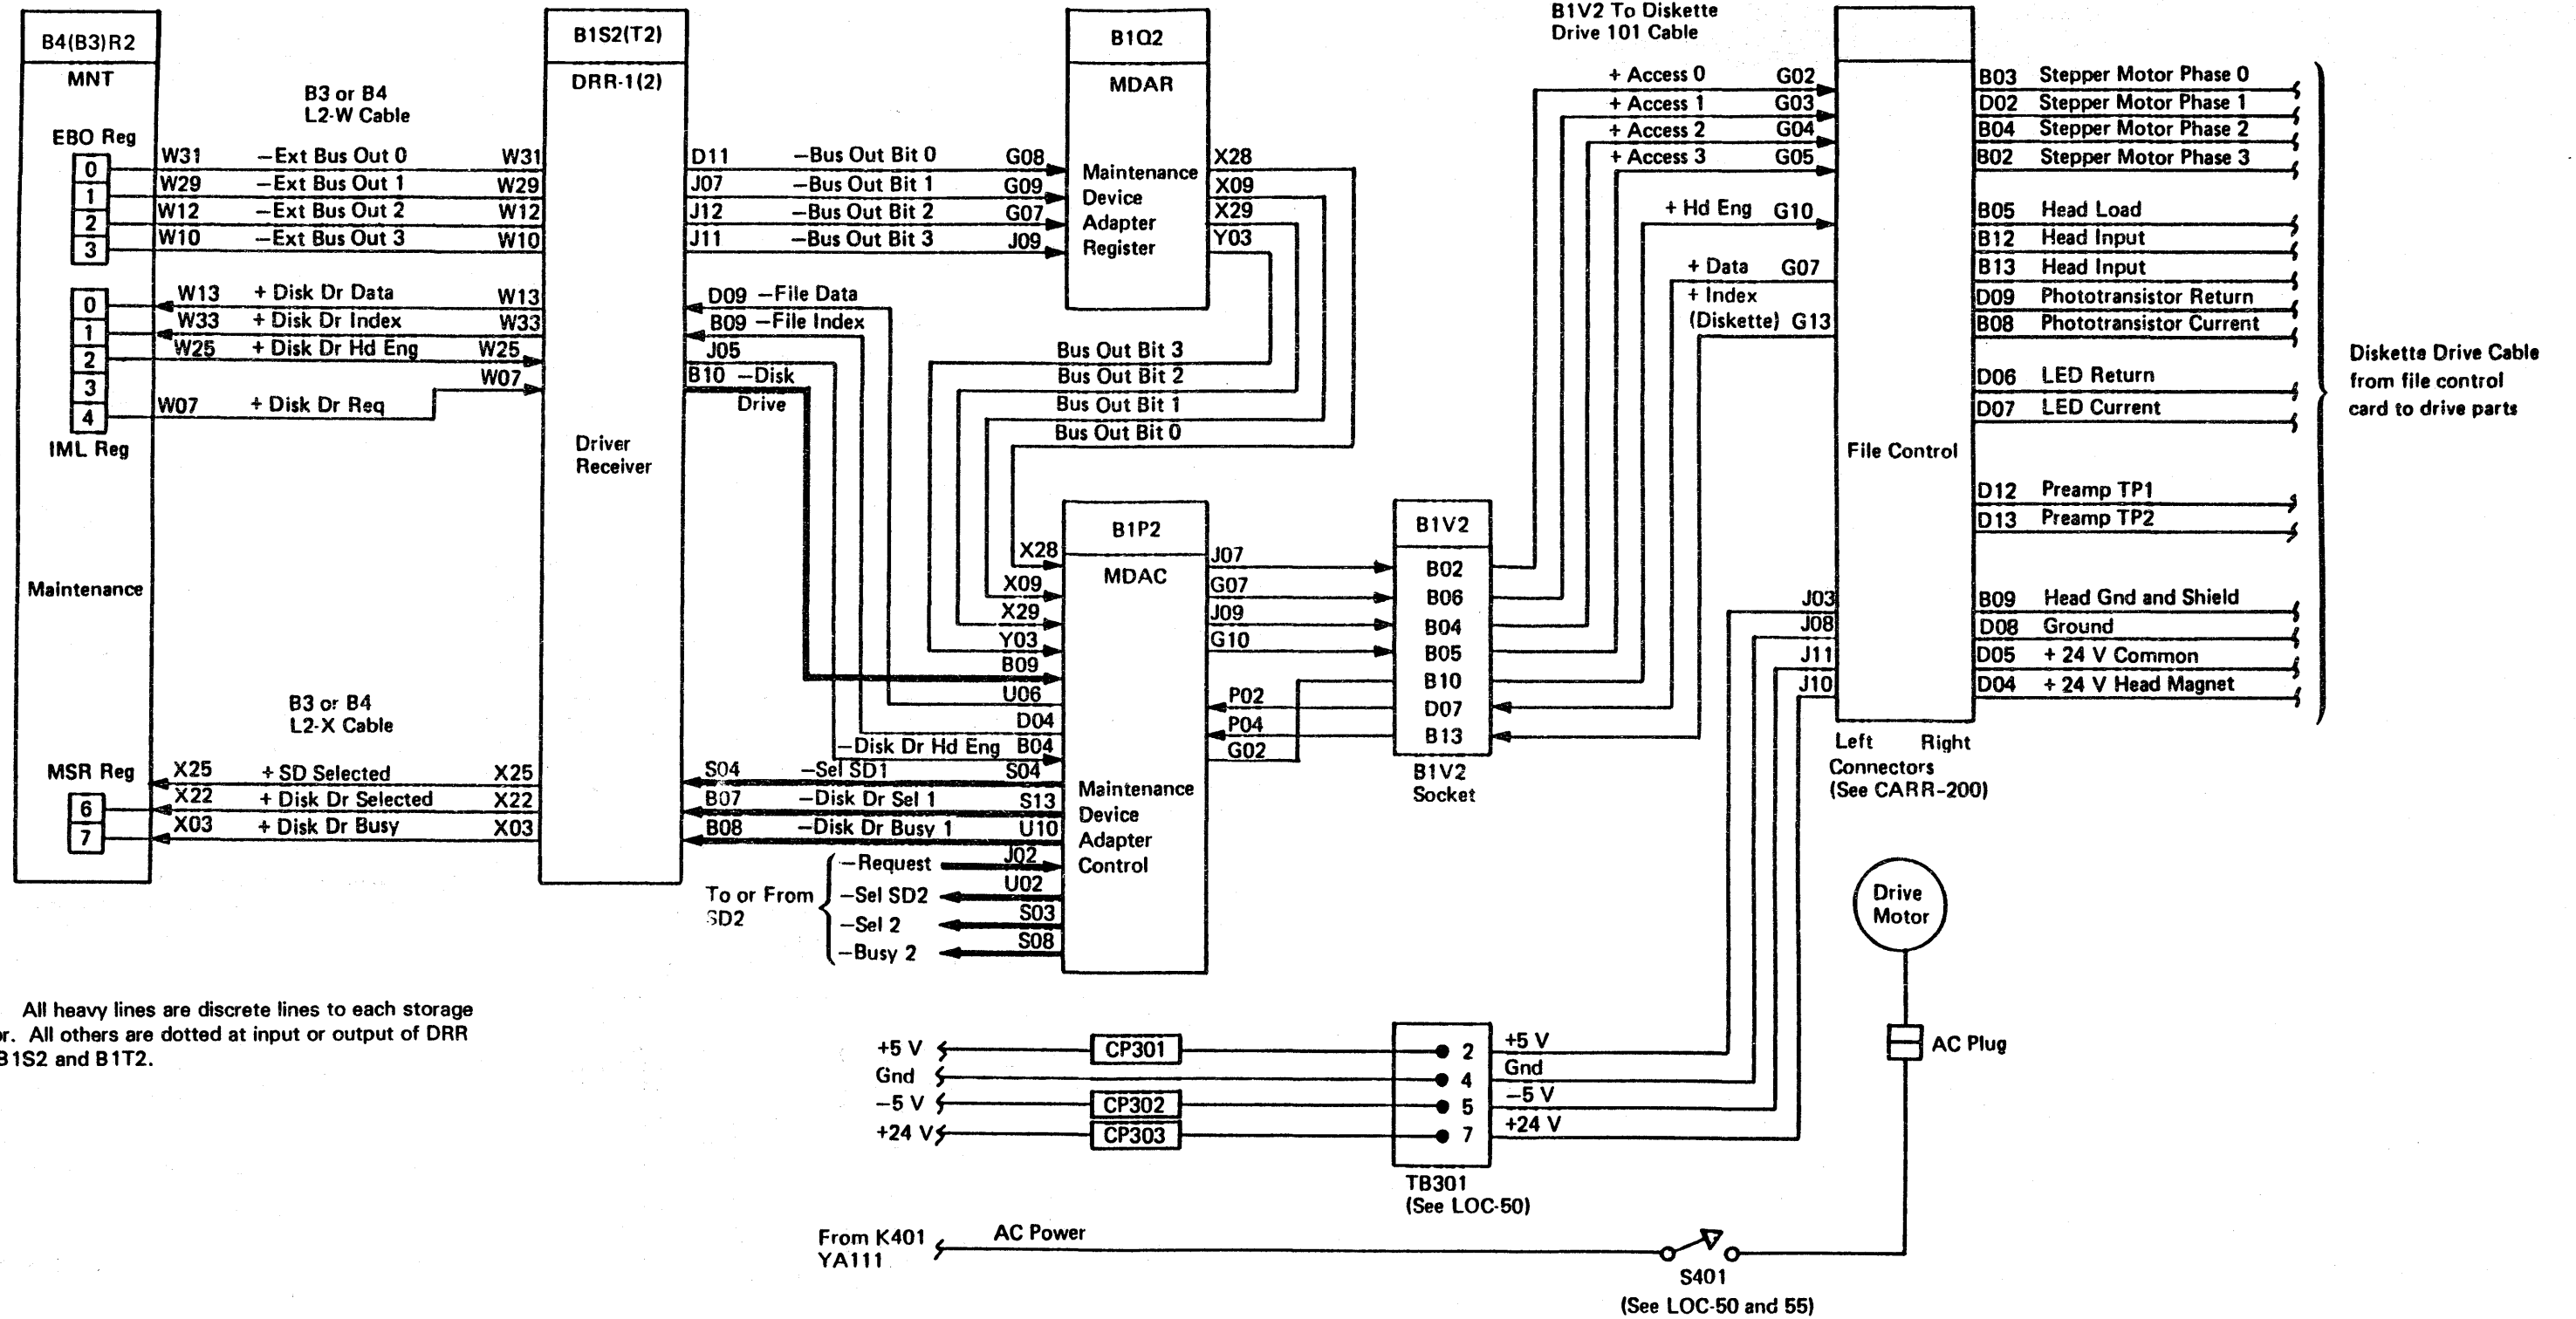 B4(B3)R2
MNT
EBO Reg
0
1
2
3
0
1
2
3
4
IML Reg
Maintenance
MSR Reg
6
7
B3 or B4
L2-W Cable
W31 —Ext Bus Out 0 W31
W29 —Ext Bus Out 1 W29
W12 —Ext Bus Out 2 W12
W10 —Ext Bus Out 3 W10
W13 + Disk Dr Data W13
W33 + Disk Dr Index W33
W25 + Disk Dr Hd Eng W25
W07
W07 + Disk Dr Req
B3 or B4
L2-X Cable
X25 + SD Selected X25
X22 + Disk Dr Selected X22
X03 + Disk Dr Busy X03
B1S2(T2)
DRR-1(2)
Driver
Receiver
D11 —Bus Out Bit 0 G08
J07 —Bus Out Bit 1 G09
J12 —Bus Out Bit 2 G07
J11 —Bus Out Bit 3 J09
D09 —File Data
B09 —File Index
J05
B10 —Disk
Drive
B1Q2
MDAR
Maintenance
Device
Adapter
Register
X28
X09
X29
Y03
Bus Out Bit 3
Bus Out Bit 2
Bus Out Bit 1
Bus Out Bit 0
X28
X09
X29
Y03
B09
U06
D04
—Disk Dr Hd Eng B04
S04 —Sel SD1 S04
B07 —Disk Dr Sel 1 S13
B08 —Disk Dr Busy 1 U10
—Request J02
To or From
SD2
—Sel SD2 U02
—Sel 2 S03
—Busy 2 S08
B1P2
MDAC
Maintenance
Device
Adapter
Control
J07
G07
J09
G10
P02
P04
G02
B1V2
B02
B06
B04
B05
B10
D07
B13
B1V2
Socket
B1V2 To Diskette
Drive 101 Cable
+ Access 0 G02
+ Access 1 G03
+ Access 2 G04
+ Access 3 G05
+ Hd Eng G10
+ Data G07
+ Index
(Diskette) G13
J03
J08
J11
J10
File Control
Left Right
Connectors
(See CARR-200)
B03 Stepper Motor Phase 0
D02 Stepper Motor Phase 1
B04 Stepper Motor Phase 2
B02 Stepper Motor Phase 3
B05 Head Load
B12 Head Input
B13 Head Input
D09 Phototransistor Return
B08 Phototransistor Current
D06 LED Return
D07 LED Current
D12 Preamp TP1
D13 Preamp TP2
B09 Head Gnd and Shield
D08 Ground
D05 + 24 V Common
D04 + 24 V Head Magnet
Diskette Drive Cable
from file control
card to drive parts
Drive
Motor
AC Plug
All heavy lines are discrete lines to each storage
or. All others are dotted at input or output of DRR
B1S2 and B1T2.
+5 V CP301 2 +5 V
Gnd 4 Gnd
—5 V CP302 5 —5 V
+24 V CP303 7 +24 V
TB301
(See LOC-50)
From K401
YA111
AC Power
S401
(See LOC-50 and 55)